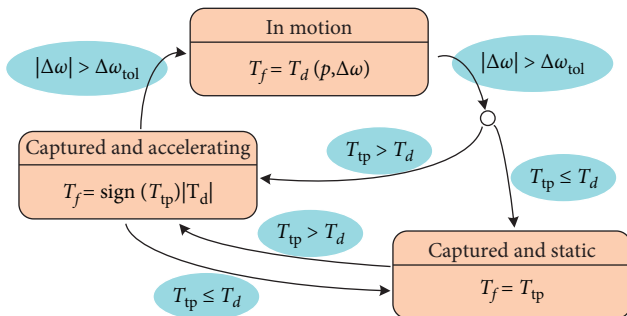 In motion
T_f = T_d (p,Δω)
|Δω| > Δω_tol
|Δω| > Δω_tol
Captured and accelerating
T_f = sign (T_tp)|T_d|
T_tp > T_d
T_tp ≤ T_d
T_tp > T_d
Captured and static
T_f = T_tp
T_tp ≤ T_d